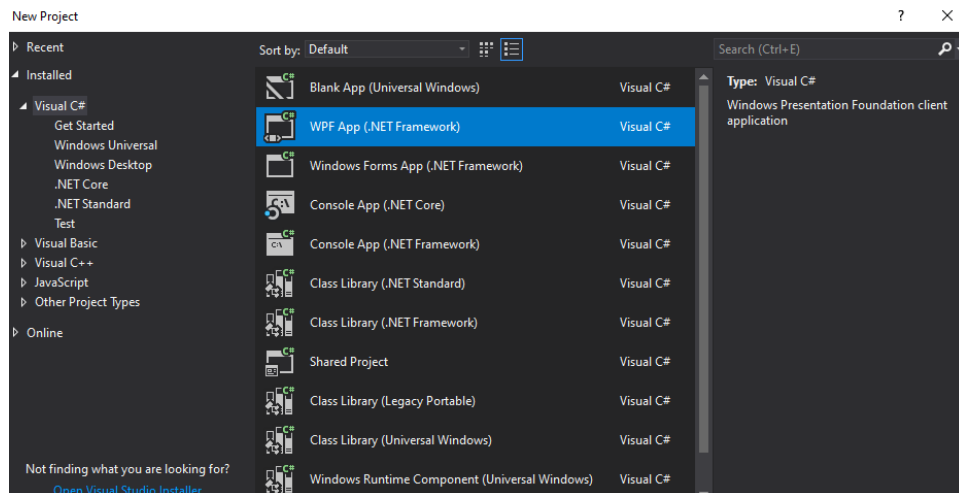 New Project
?
Recent
Installed
Visual C#
Get Started
Windows Universal
Windows Desktop
.NET Core
.NET Standard
Test
Visual Basic
Visual C++
JavaScript
Other Project Types
Online
Not finding what you are looking for?
Open Visual Studio Installer
Sort by: Default
Blank App (Universal Windows) Visual C#
WPF App (.NET Framework) Visual C#
Windows Forms App (.NET Framework) Visual C#
Console App (.NET Core) Visual C#
Console App (.NET Framework) Visual C#
Class Library (.NET Standard) Visual C#
Class Library (.NET Framework) Visual C#
Shared Project Visual C#
Class Library (Legacy Portable) Visual C#
Class Library (Universal Windows) Visual C#
Windows Runtime Component (Universal Windows) Visual C#
Search (Ctrl+E)
Type: Visual C#
Windows Presentation Foundation client
application